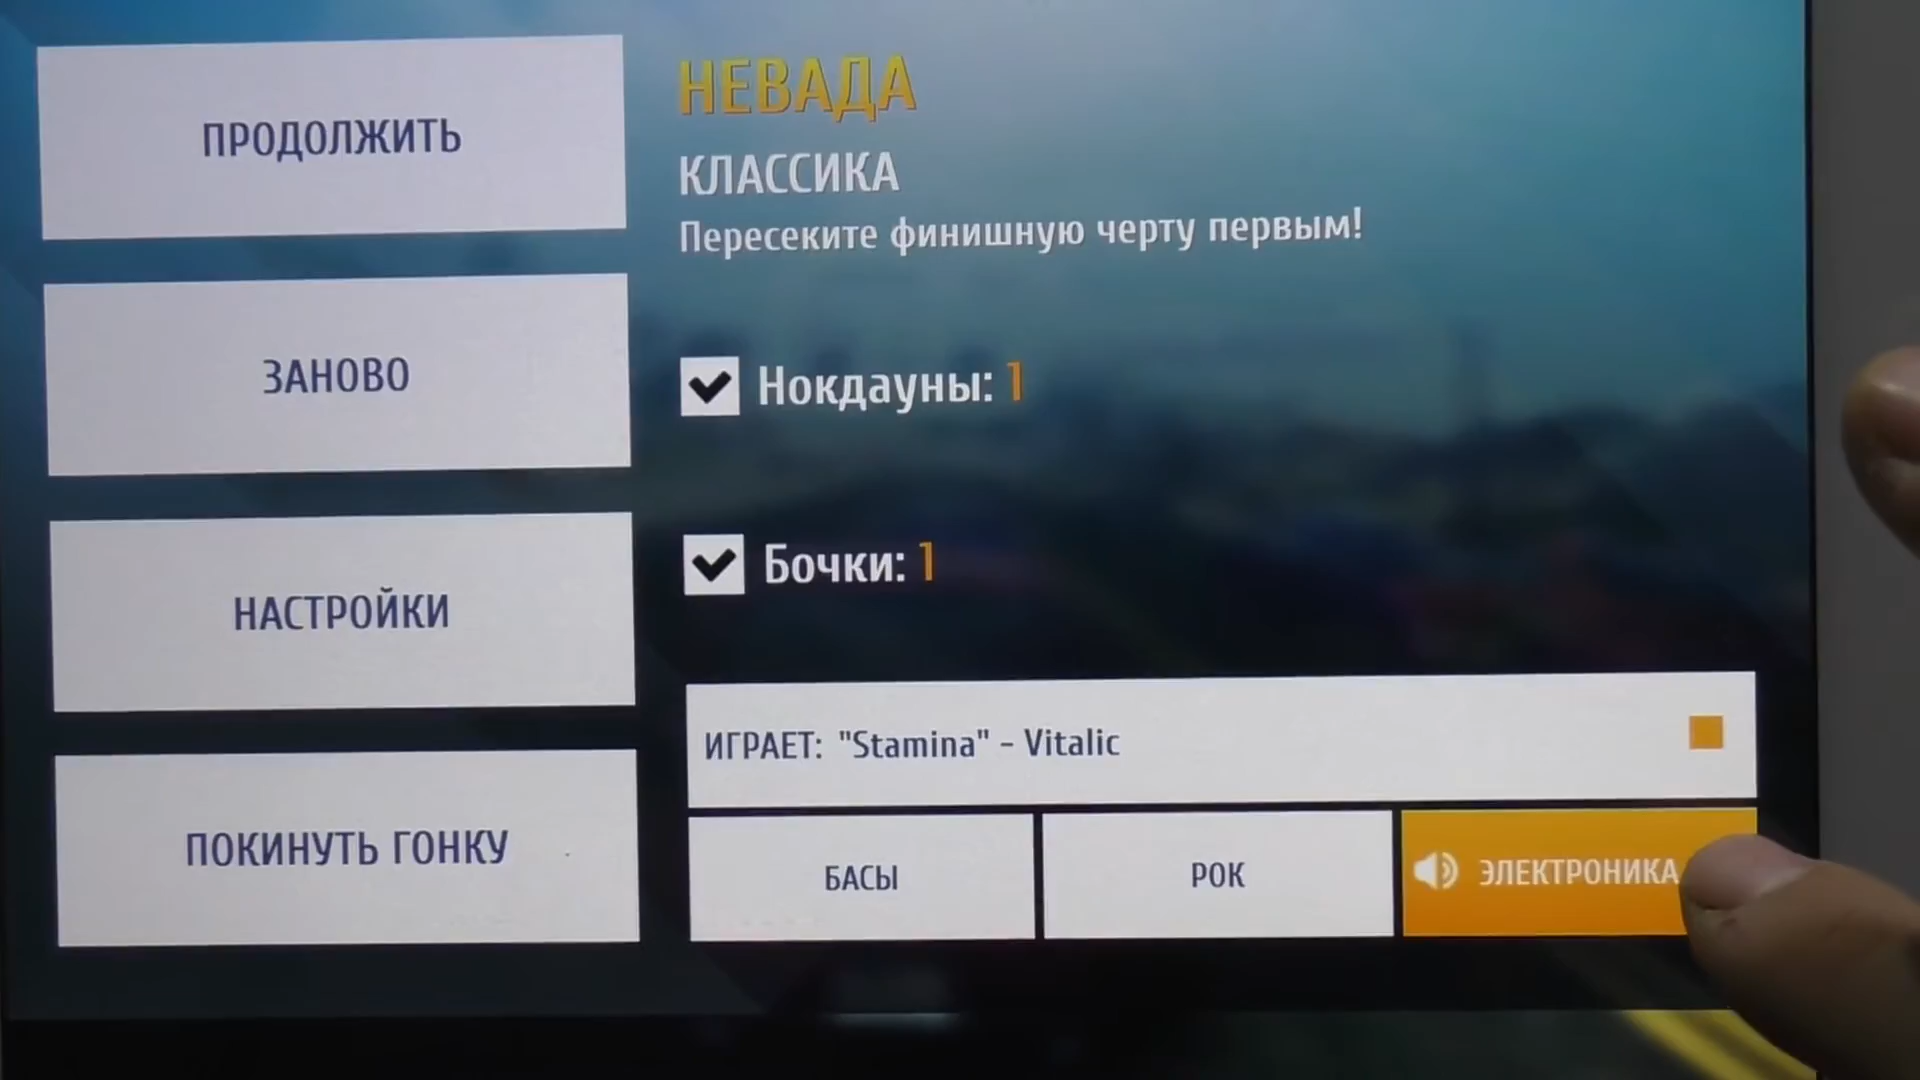 ПРОДОЛЖИТЬ
ЗАНОВО
НАСТРОЙКИ
ПОКИНУТЬ ГОНКУ
НЕВАДА
КЛАССИКА
Пересеките финишную черту первым!
Нокдауны: 1
Бочки: 1
ИГРАЕТ: "Stamina" - Vitalic
БАСЫ
РОК
ЭЛЕКТРОНИКА